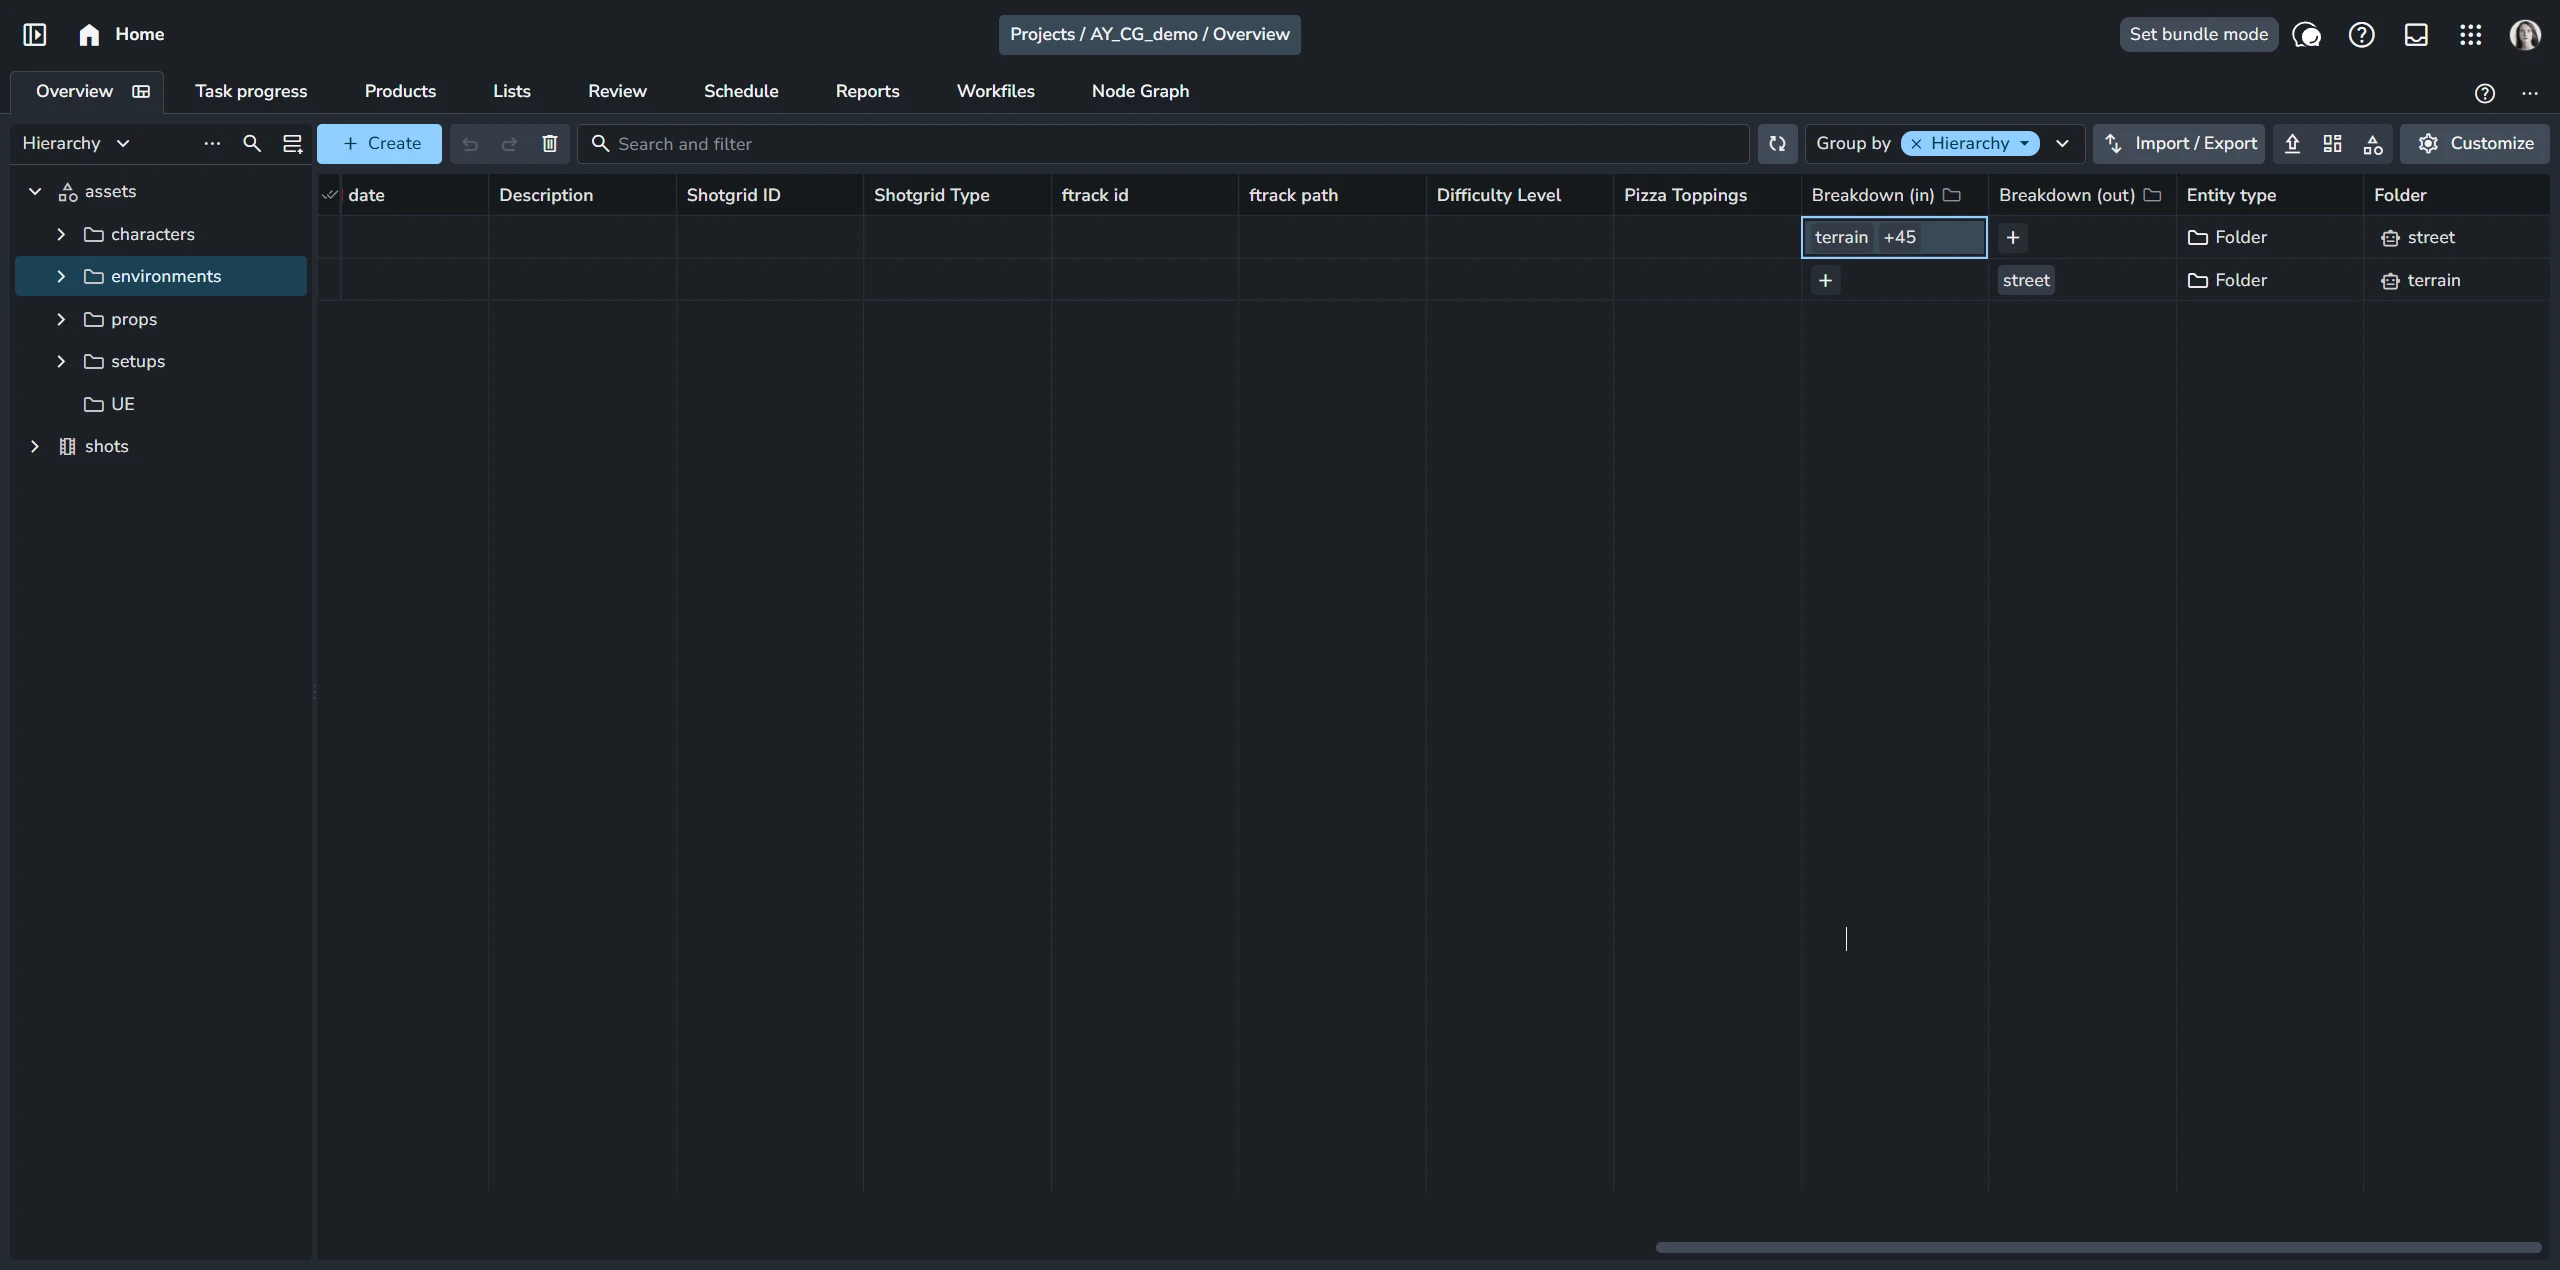 Home
Projects / AY_CG_demo / Overview
Set bundle mode
Overview
Task progress
Products
Lists
Review
Schedule
Reports
Workfiles
Node Graph
Hierarchy
Create
Search and filter
Group by
Hierarchy
Import / Export
Customize
assets
characters
environments
props
setups
UE
shots
date
Description
Shotgrid ID
Shotgrid Type
ftrack id
ftrack path
Difficulty Level
Pizza Toppings
Breakdown (in)
Breakdown (out)
Entity type
Folder
terrain +45
+
Folder
street
+
street
Folder
terrain